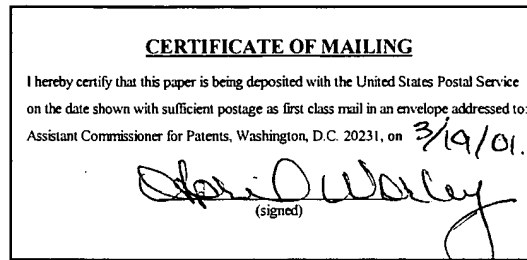 CERTIFICATE OF MAILING
I hereby certify that this paper is being deposited with the United States Postal Service
on the date shown with sufficient postage as first class mail in an envelope addressed to:
Assistant Commissioner for Patents, Washington, D.C. 20231, on 3/19/01.
Worley
(signed)